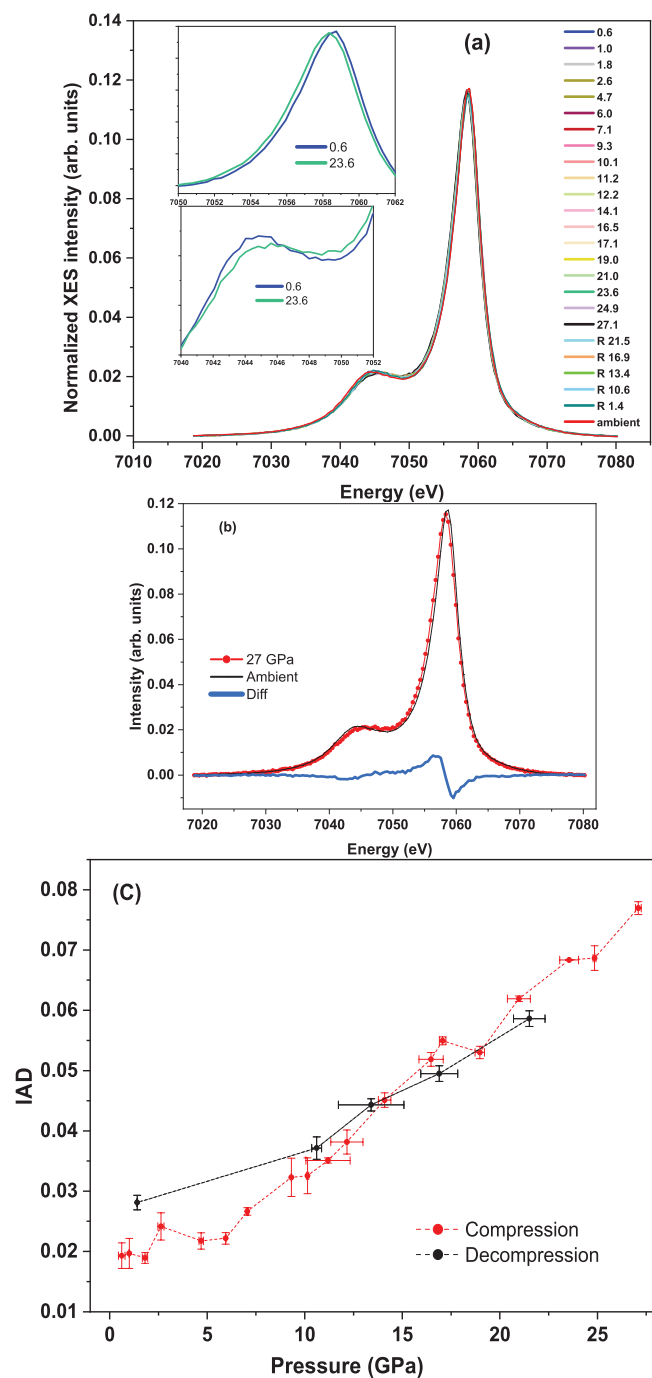 (a)
0.14
0.12
0.10
0.08
0.06
0.04
0.02
0.00
Normalized XES intensity (arb. units)
7010 7020 7030 7040 7050 7060 7070 7080
Energy (eV)
0.6
23.6
7050 7052 7054 7056 7058 7060 7062
0.6
23.6
7040 7042 7044 7046 7048 7050 7052
0.6
1.0
1.8
2.6
4.7
6.0
7.1
9.3
10.1
11.2
12.2
14.1
16.5
17.1
19.0
21.0
23.6
24.9
27.1
R 21.5
R 16.9
R 13.4
R 10.6
R 1.4
ambient
(b)
0.12
0.10
0.08
0.06
0.04
0.02
0.00
Intensity (arb. units)
27 GPa
Ambient
Diff
7020 7030 7040 7050 7060 7070 7080
Energy (eV)
(C)
0.08
0.07
0.06
0.05
0.04
0.03
0.02
0.01
IAD
Compression
Decompression
0 5 10 15 20 25
Pressure (GPa)